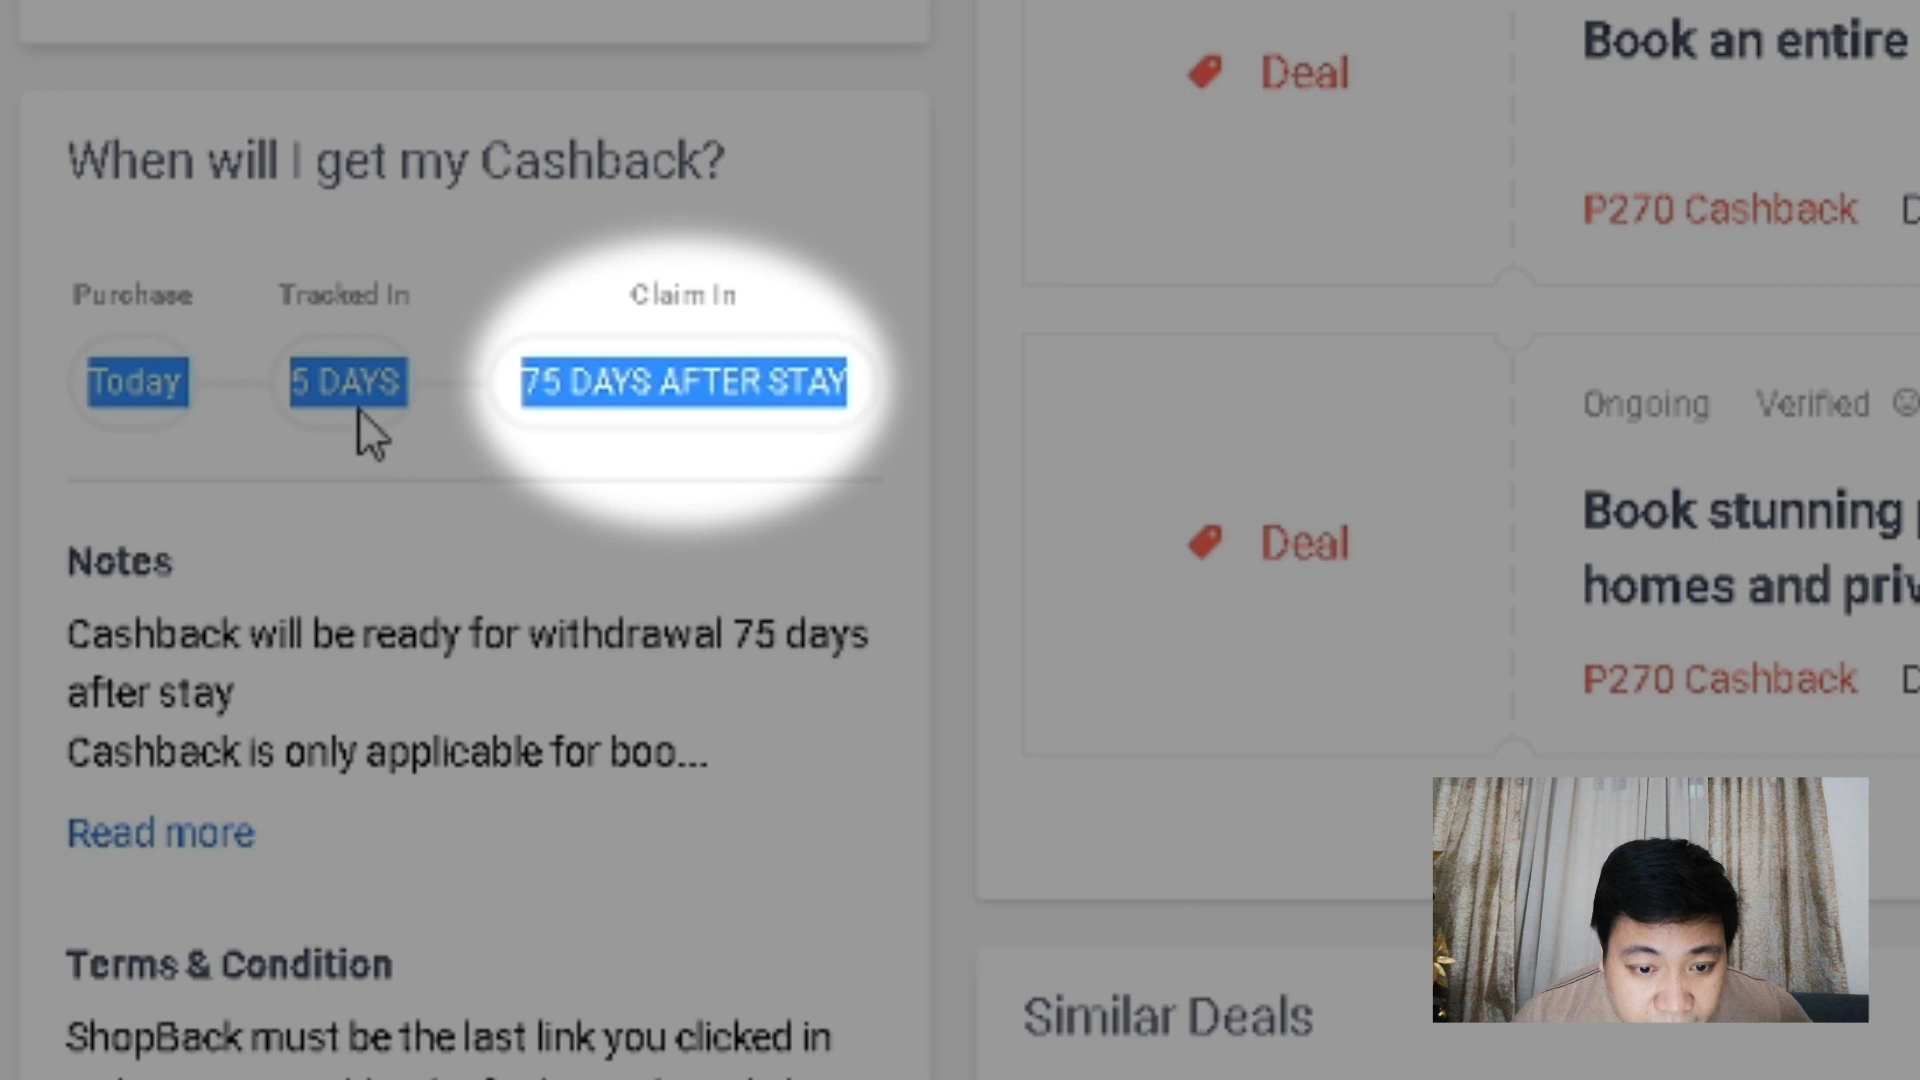 When will I get my Cashback?
Purchase
Tracked In
Claim In
Today
5 DAYS
75 DAYS AFTER STAY
Notes
Cashback will be ready for withdrawal 75 days
after stay
Cashback is only applicable for boo...
Read more
Terms & Condition
ShopBack must be the last link you clicked in
Deal
Book an entire
₱270 Cashback
Deal
Ongoing
Verified
Book stunning
homes and priv
₱270 Cashback
Similar Deals